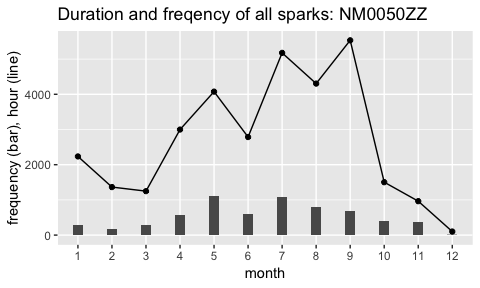 Duration and freqency of all sparks: NM0050ZZ
frequency (bar), hour (line)
4000
2000
0
1 2 3 4 5 6 7 8 9 10 11 12
month